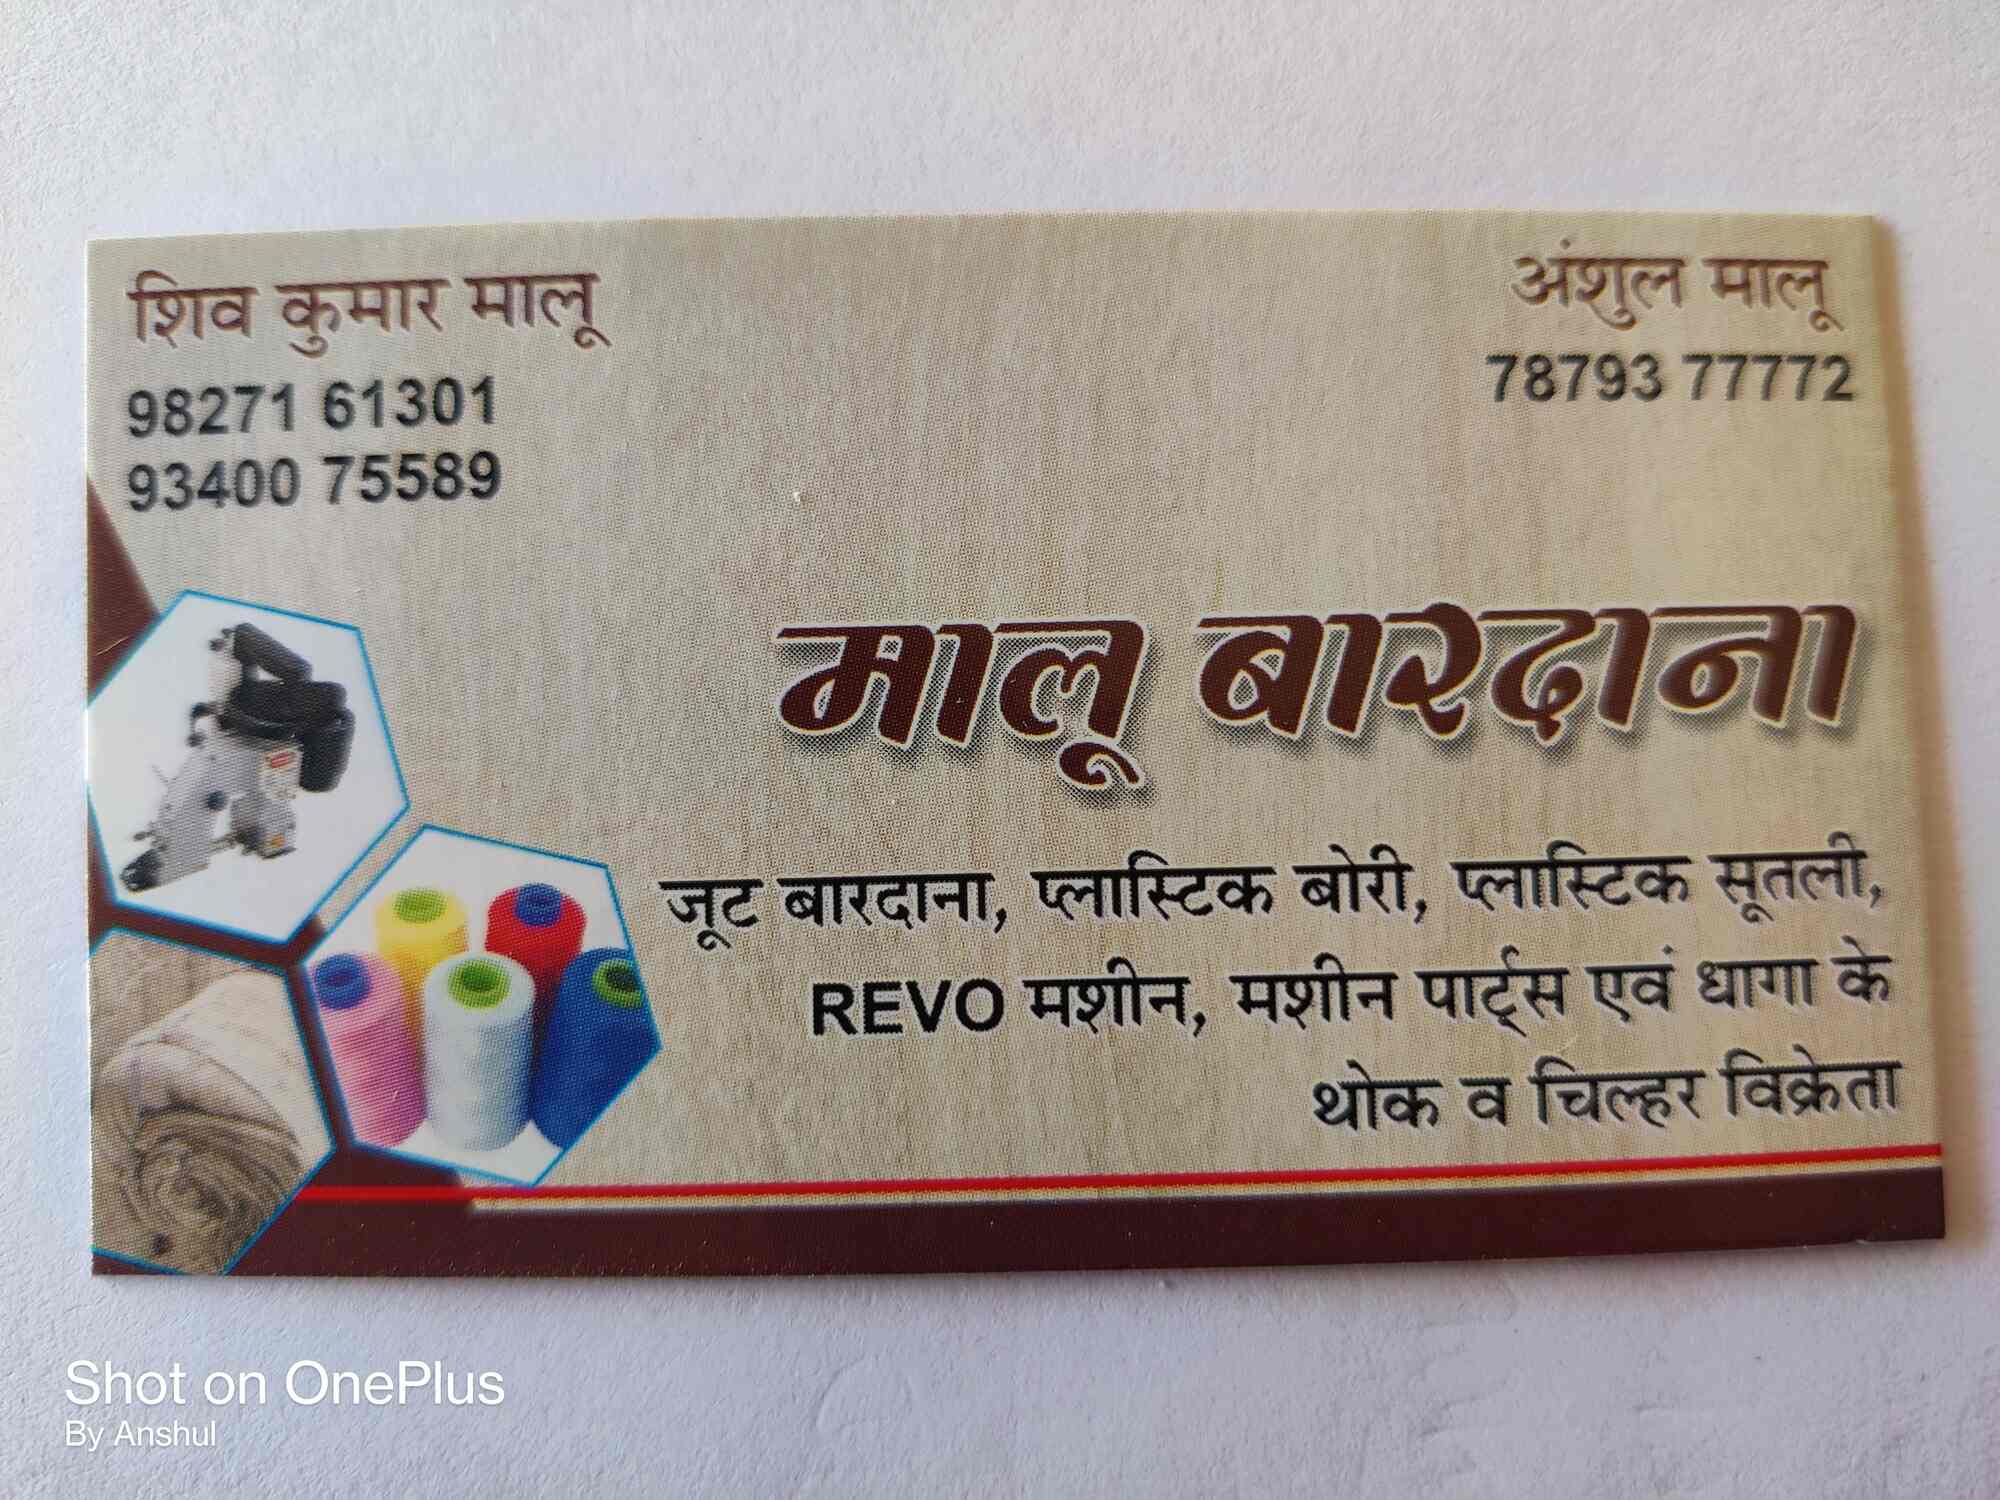 शिव कुमार मालू
98271 61301
93400 75589
अंशुल मालू
78793 77772
मालू बारदाना
जूट बारदाना, प्लास्टिक बोरी, प्लास्टिक सूतली,
REVO मशीन, मशीन पार्ट्स एवं धागा के
थोक व चिल्हर विक्रेता
Shot on OnePlus
By Anshul